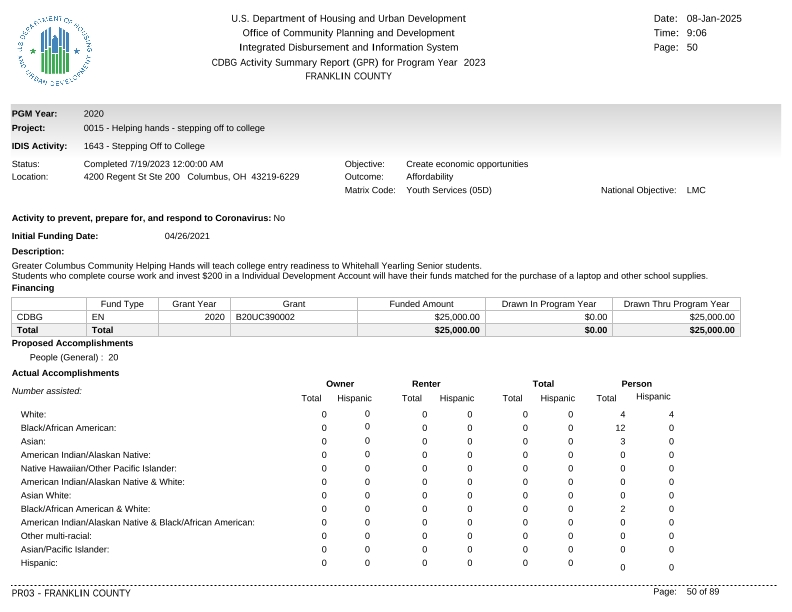 U.S. DEPARTMENT OF HOUSING AND URBAN DEVELOPMENT
U.S. Department of Housing and Urban Development
Office of Community Planning and Development
Integrated Disbursement and Information System
CDBG Activity Summary Report (GPR) for Program Year 2023
FRANKLIN COUNTY
Date: 08-Jan-2025
Time: 9:06
Page: 50
PGM Year: 2020
Project: 0015 - Helping hands - stepping off to college
IDIS Activity: 1643 - Stepping Off to College
Status: Completed 7/19/2023 12:00:00 AM Objective: Create economic opportunities
Location: 4200 Regent St Ste 200 Columbus, OH 43219-6229 Outcome: Affordability
Matrix Code: Youth Services (05D) National Objective: LMC
Activity to prevent, prepare for, and respond to Coronavirus: No
Initial Funding Date: 04/26/2021
Description:
Greater Columbus Community Helping Hands will teach college entry readiness to Whitehall Yearling Senior students.
Students who complete course work and invest $200 in a Individual Development Account will have their funds matched for the purchase of a laptop and other school supplies.
Financing
Fund Type Grant Year Grant Funded Amount Drawn In Program Year Drawn Thru Program Year
CDBG EN 2020 B20UC390002 $25,000.00 $0.00 $25,000.00
Total Total $25,000.00 $0.00 $25,000.00
Proposed Accomplishments
People (General) : 20
Actual Accomplishments
Number assisted:
Owner Renter Total Person
Total Hispanic Total Hispanic Total Hispanic Total Hispanic
White: 0 0 0 0 0 0 4 4
Black/African American: 0 0 0 0 0 0 12 0
Asian: 0 0 0 0 0 0 3 0
American Indian/Alaskan Native: 0 0 0 0 0 0 0 0
Native Hawaiian/Other Pacific Islander: 0 0 0 0 0 0 0 0
American Indian/Alaskan Native & White: 0 0 0 0 0 0 0 0
Asian White: 0 0 0 0 0 0 0 0
Black/African American & White: 0 0 0 0 0 0 2 0
American Indian/Alaskan Native & Black/African American: 0 0 0 0 0 0 0 0
Other multi-racial: 0 0 0 0 0 0 0 0
Asian/Pacific Islander: 0 0 0 0 0 0 0 0
Hispanic: 0 0 0 0 0 0 0 0
PR03 - FRANKLIN COUNTY Page: 50 of 89